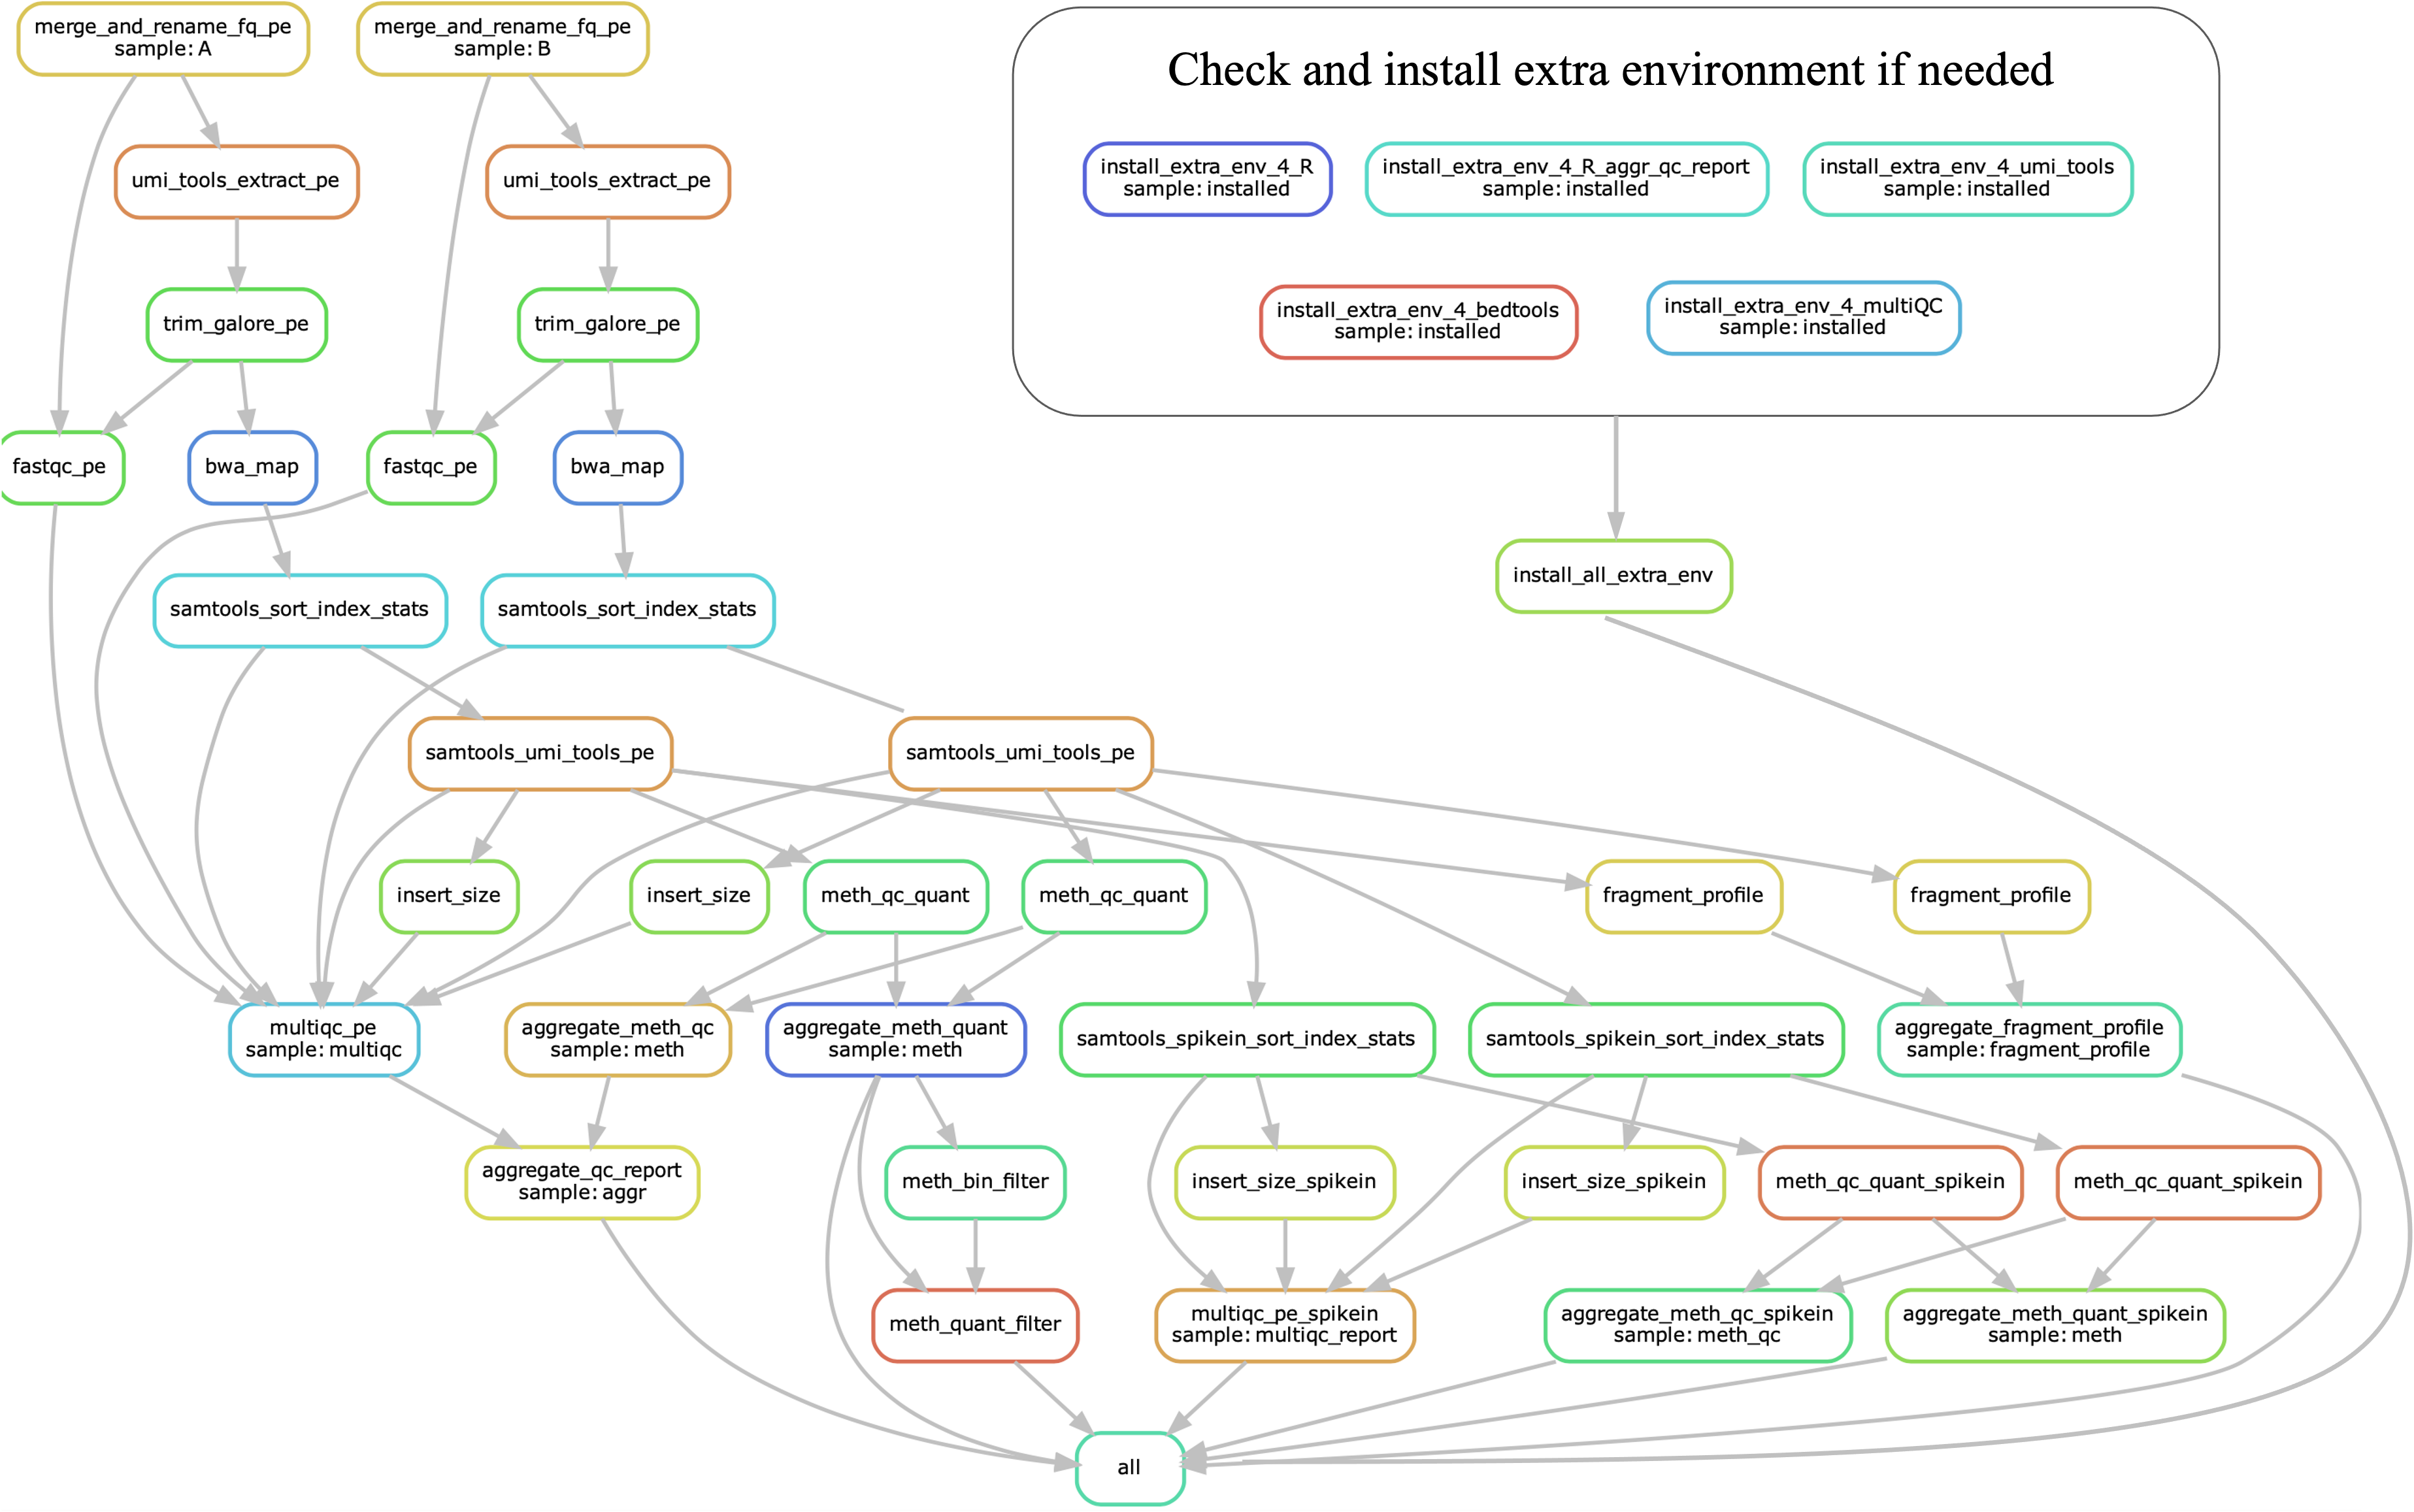 merge_and_rename_fq_pe
sample: A
merge_and_rename_fq_pe
sample: B
Check and install extra environment if needed
umi_tools_extract_pe
umi_tools_extract_pe
install_extra_env_4_R
sample: installed
install_extra_env_4_R_aggr_qc_report
sample: installed
install_extra_env_4_umi_tools
sample: installed
trim_galore_pe
trim_galore_pe
install_extra_env_4_bedtools
sample: installed
install_extra_env_4_multiQC
sample: installed
fastqc_pe
bwa_map
fastqc_pe
bwa_map
install_all_extra_env
samtools_sort_index_stats
samtools_sort_index_stats
samtools_umi_tools_pe
samtools_umi_tools_pe
insert_size
insert_size
meth_qc_quant
meth_qc_quant
fragment_profile
fragment_profile
multiqc_pe
sample: multiqc
aggregate_meth_qc
sample: meth
aggregate_meth_quant
sample: meth
samtools_spikein_sort_index_stats
samtools_spikein_sort_index_stats
aggregate_fragment_profile
sample: fragment_profile
aggregate_qc_report
sample: aggr
meth_bin_filter
insert_size_spikein
insert_size_spikein
meth_qc_quant_spikein
meth_qc_quant_spikein
meth_quant_filter
multiqc_pe_spikein
sample: multiqc_report
aggregate_meth_qc_spikein
sample: meth_qc
aggregate_meth_quant_spikein
sample: meth
all